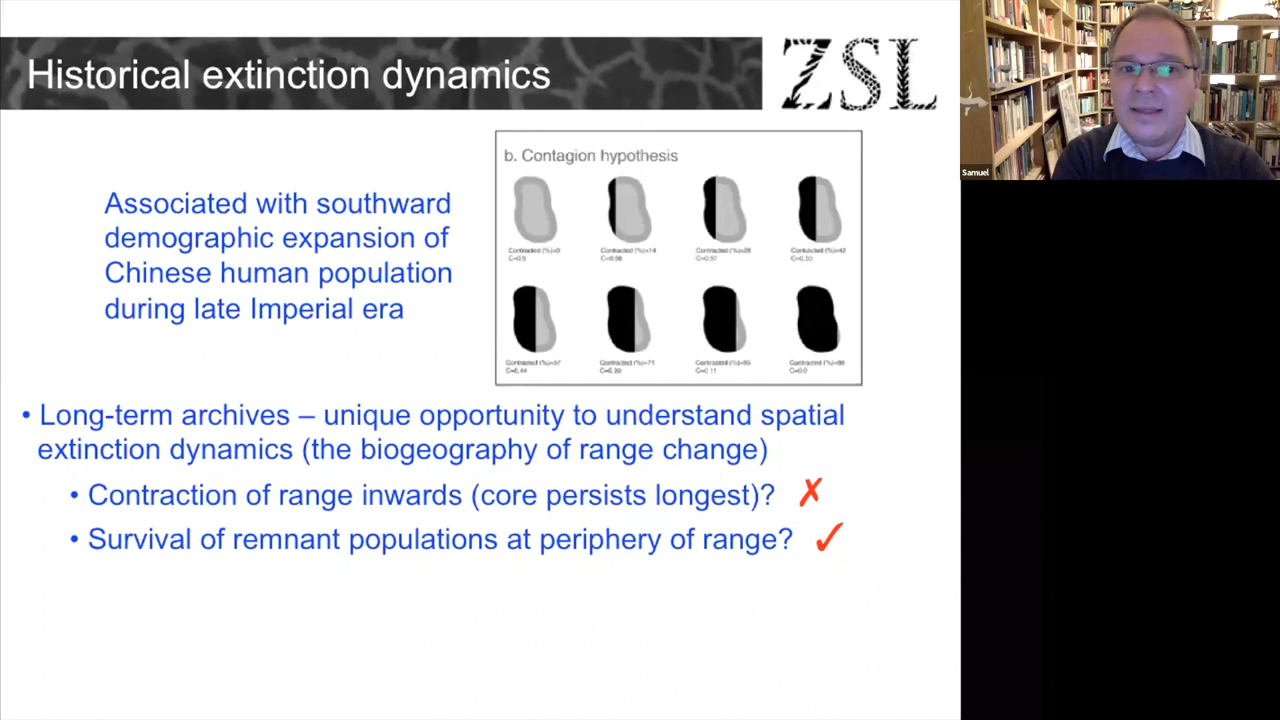 Historical extinction dynamics
ZSL
Samuel
b. Contagion hypothesis
Associated with southward
demographic expansion of
Chinese human population
during late Imperial era
• Long-term archives – unique opportunity to understand spatial
extinction dynamics (the biogeography of range change)
• Contraction of range inwards (core persists longest)? ✗
• Survival of remnant populations at periphery of range? ✓